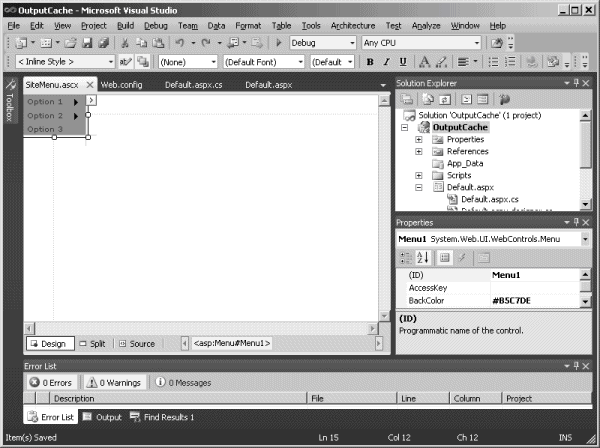 OutputCache - Microsoft Visual Studio
File Edit View Project Build Debug Team Data Format Table Tools Architecture Test Analyze Window Help
Debug Any CPU
< Inline Style > (None) (Default Font) (Default B I U A
Toolbox
SiteMenu.ascx Web.config Default.aspx.cs Default.aspx
Option 1
Option 2
Option 3
Design Split Source <asp:Menu#Menu1>
Solution Explorer
Solution 'OutputCache' (1 project)
OutputCache
Properties
References
App_Data
Scripts
Default.aspx
Default.aspx.cs
Properties
Menu1 System.Web.UI.WebControls.Menu
(ID) Menu1
AccessKey
BackColor #B5C7DE
(ID)
Programmatic name of the control.
Error List
0 Errors 0 Warnings 0 Messages
Description File Line Column Project
Error List Output Find Results 1
Item(s) Saved Ln 15 Col 12 Ch 12 INS